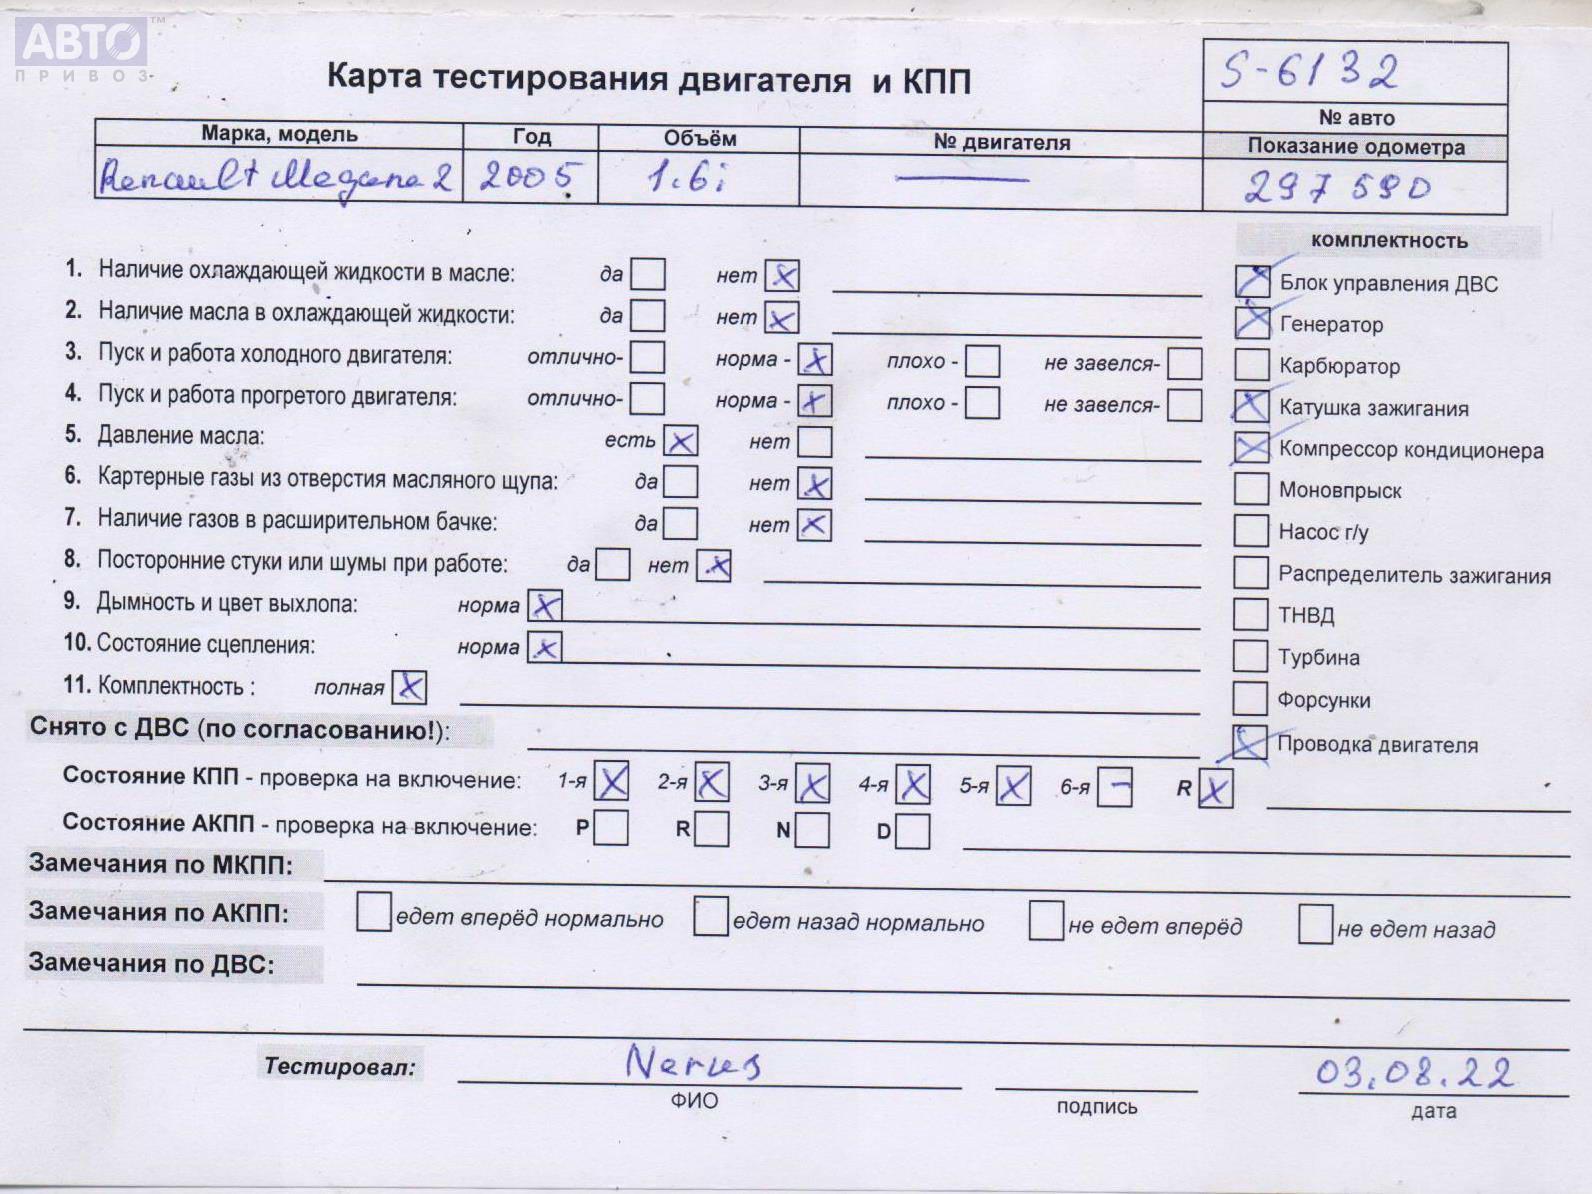 АВТО™
ПРИВОЗ
Карта тестирования двигателя и КПП
S-6132
№ авто
Марка, модель Год Объём № двигателя Показание одометра
Renault Megane 2 2005 1.6i — 297590
комплектность
1. Наличие охлаждающей жидкости в масле: да нет X
Блок управления ДВС
2. Наличие масла в охлаждающей жидкости: да нет X
Генератор
3. Пуск и работа холодного двигателя: отлично- норма - X плохо - не завелся-
Карбюратор
4. Пуск и работа прогретого двигателя: отлично- норма - X плохо - не завелся-
Катушка зажигания
5. Давление масла: есть X нет
Компрессор кондиционера
6. Картерные газы из отверстия масляного щупа: да нет X
Моновпрыск
7. Наличие газов в расширительном бачке: да нет X
Насос г/у
8. Посторонние стуки или шумы при работе: да нет X
Распределитель зажигания
9. Дымность и цвет выхлопа: норма X
ТНВД
10. Состояние сцепления: норма X
Турбина
11. Комплектность : полная X
Форсунки
Снято с ДВС (по согласованию!):
Проводка двигателя
Состояние КПП - проверка на включение: 1-я X 2-я X 3-я X 4-я X 5-я X 6-я – R X
Состояние АКПП - проверка на включение: P R N D
Замечания по МКПП:
Замечания по АКПП: едет вперёд нормально едет назад нормально не едет вперёд не едет назад
Замечания по ДВС:
Тестировал: 03.08.22
ФИО подпись дата